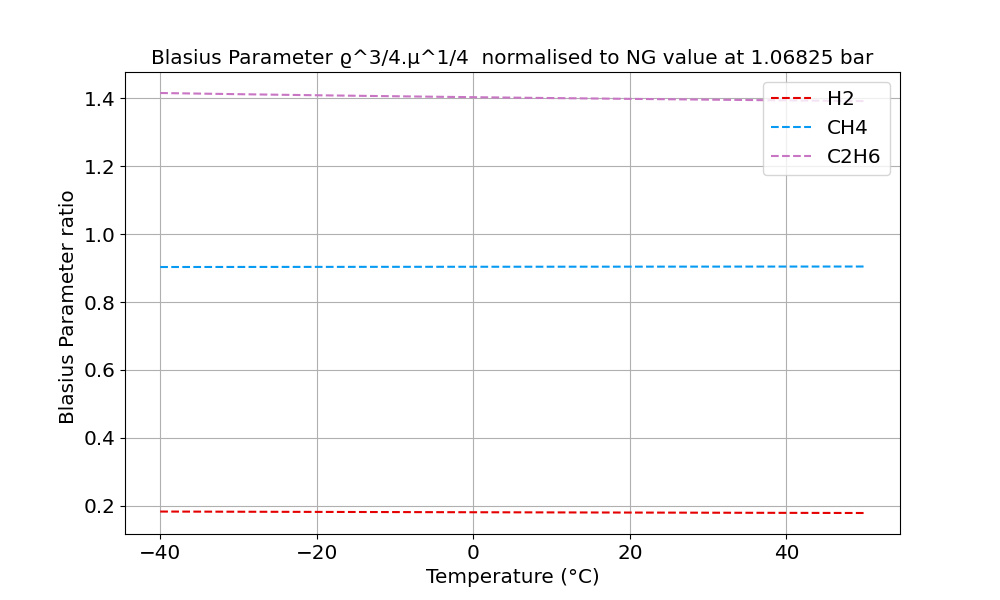 Blasius Parameter ϱ^3/4.μ^1/4  normalised to NG value at 1.06825 bar
H2
CH4
C2H6
Blasius Parameter ratio
1.4
1.2
1.0
0.8
0.6
0.4
0.2
−40
−20
0
20
40
Temperature (°C)